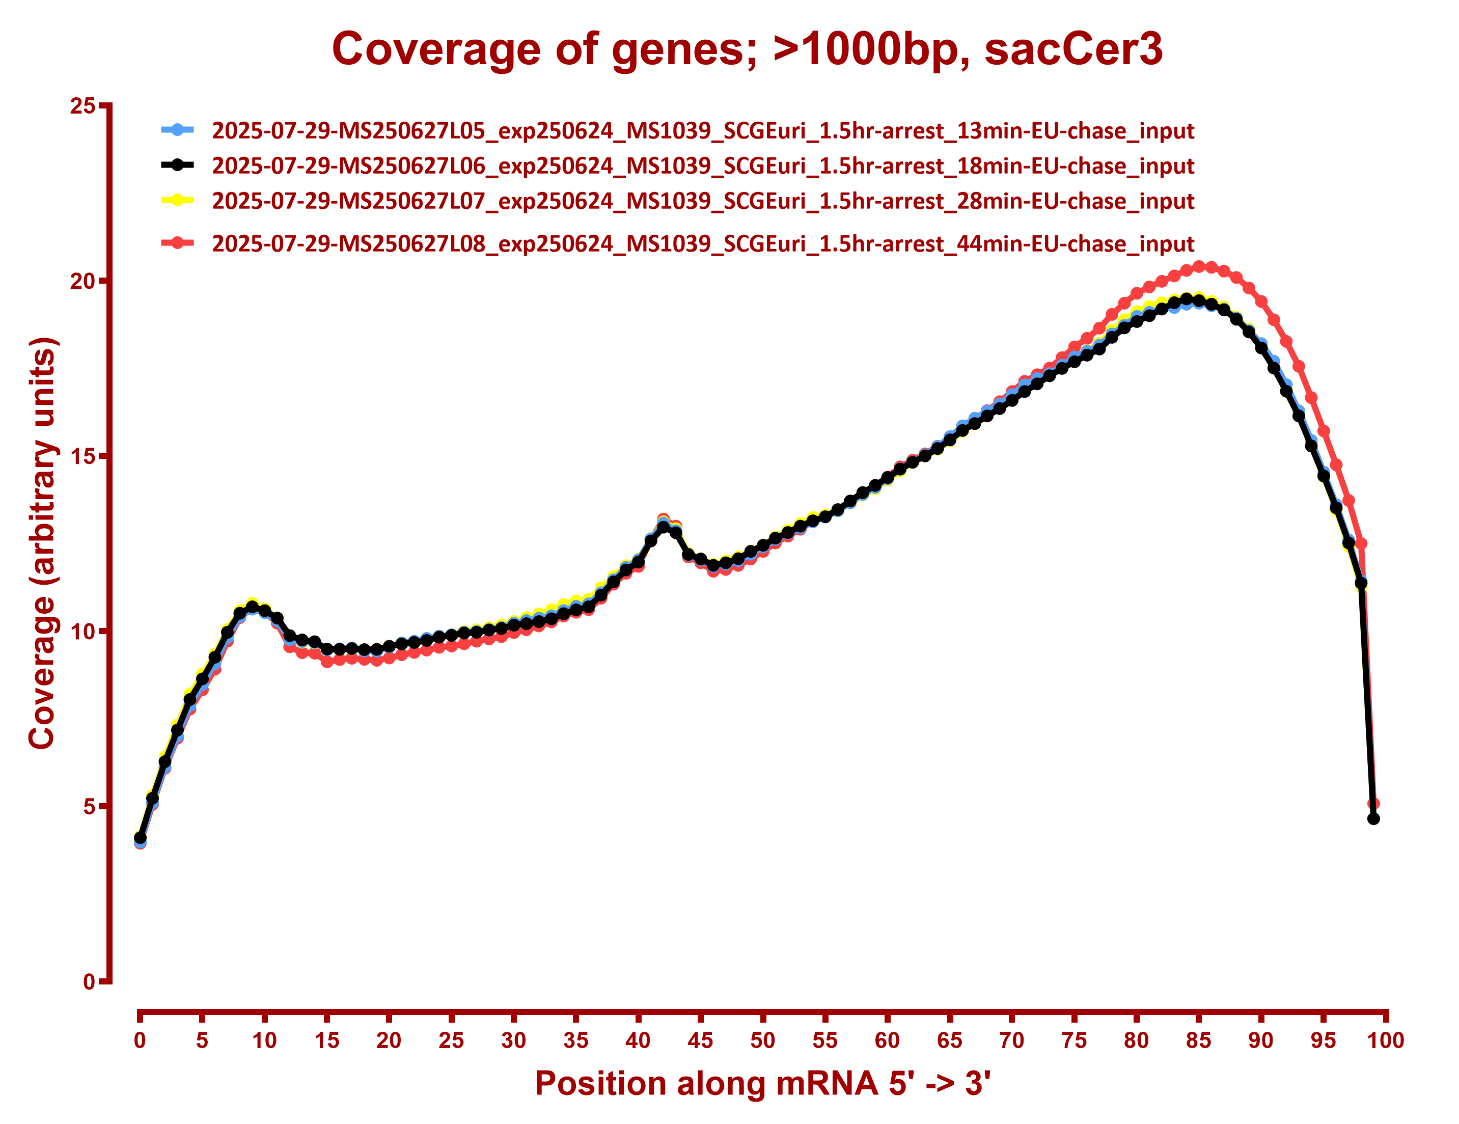 Coverage of genes; >1000bp, sacCer3
25
2025-07-29-MS250627L05_exp250624_MS1039_SCGEuri_1.5hr-arrest_13min-EU-chase_input
2025-07-29-MS250627L06_exp250624_MS1039_SCGEuri_1.5hr-arrest_18min-EU-chase_input
2025-07-29-MS250627L07_exp250624_MS1039_SCGEuri_1.5hr-arrest_28min-EU-chase_input
2025-07-29-MS250627L08_exp250624_MS1039_SCGEuri_1.5hr-arrest_44min-EU-chase_input
20
15
10
5
0
Coverage (arbitrary units)
0 5 10 15 20 25 30 35 40 45 50 55 60 65 70 75 80 85 90 95 100
Position along mRNA 5' -> 3'